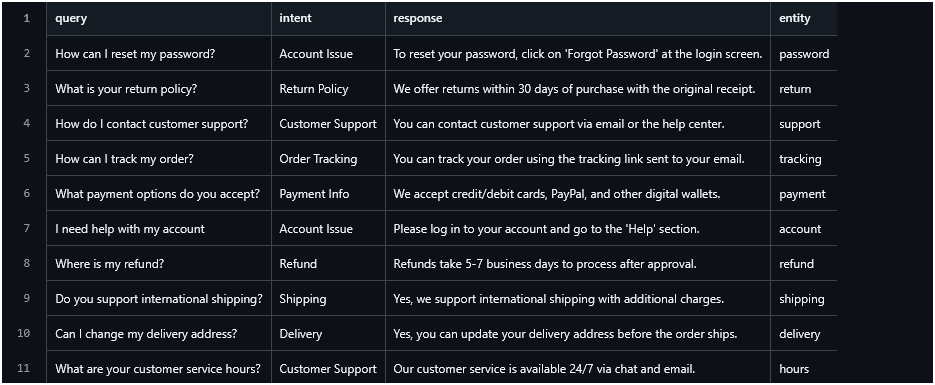 1 query intent response entity
2 How can I reset my password? Account Issue To reset your password, click on 'Forgot Password' at the login screen. password
3 What is your return policy? Return Policy We offer returns within 30 days of purchase with the original receipt. return
4 How do I contact customer support? Customer Support You can contact customer support via email or the help center. support
5 How can I track my order? Order Tracking You can track your order using the tracking link sent to your email. tracking
6 What payment options do you accept? Payment Info We accept credit/debit cards, PayPal, and other digital wallets. payment
7 I need help with my account Account Issue Please log in to your account and go to the 'Help' section. account
8 Where is my refund? Refund Refunds take 5-7 business days to process after approval. refund
9 Do you support international shipping? Shipping Yes, we support international shipping with additional charges. shipping
10 Can I change my delivery address? Delivery Yes, you can update your delivery address before the order ships. delivery
11 What are your customer service hours? Customer Support Our customer service is available 24/7 via chat and email. hours